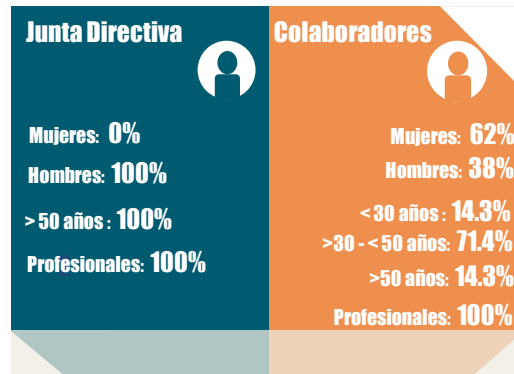 Junta Directiva
Mujeres: 0%
Hombres: 100%
> 50 años : 100%
Profesionales: 100%
Colaboradores
Mujeres: 62%
Hombres: 38%
< 30 años : 14.3%
>30 - < 50 años: 71.4%
>50 años: 14.3%
Profesionales: 100%